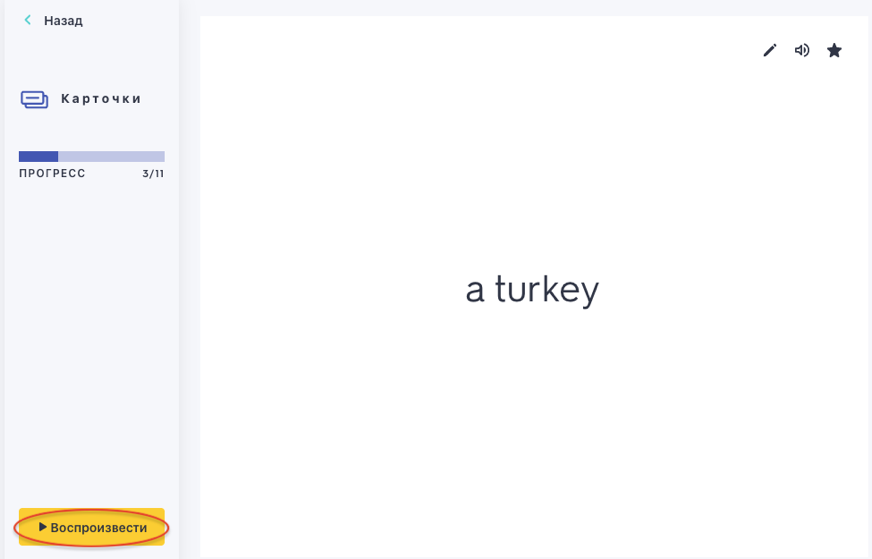 Назад
Карточки
ПРОГРЕСС 3/11
a turkey
Воспроизвести